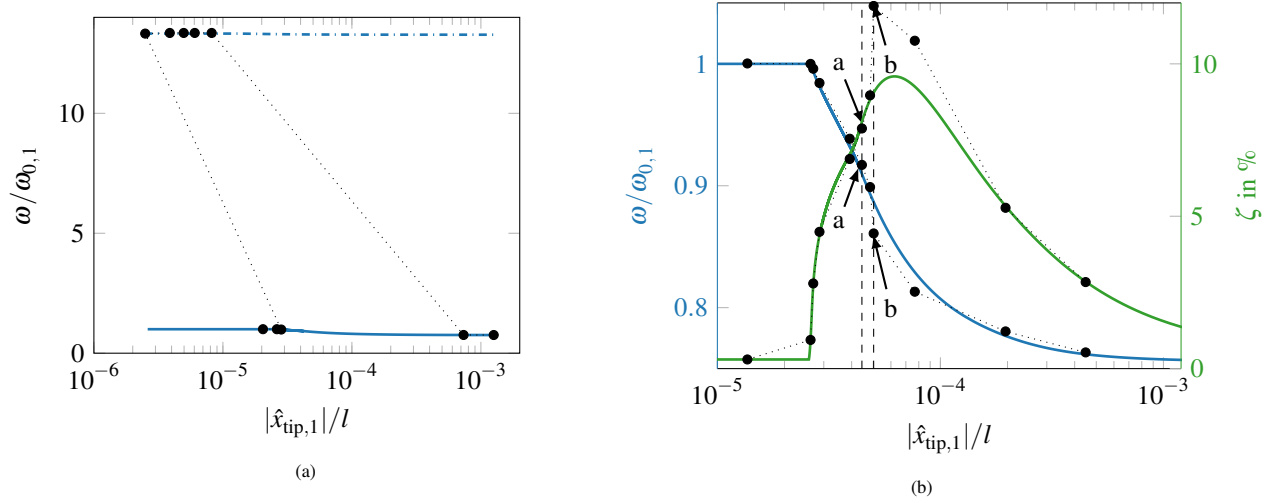 10
5
0
ω/ω₀,₁
10⁻⁶ 10⁻⁵ 10⁻⁴ 10⁻³
|x̂ₜᵢₚ,₁|/l
(a)
1
0.9
0.8
ω/ω₀,₁
a
b
a
b
10
5
0
ζ in %
10⁻⁵ 10⁻⁴ 10⁻³
|x̂ₜᵢₚ,₁|/l
(b)